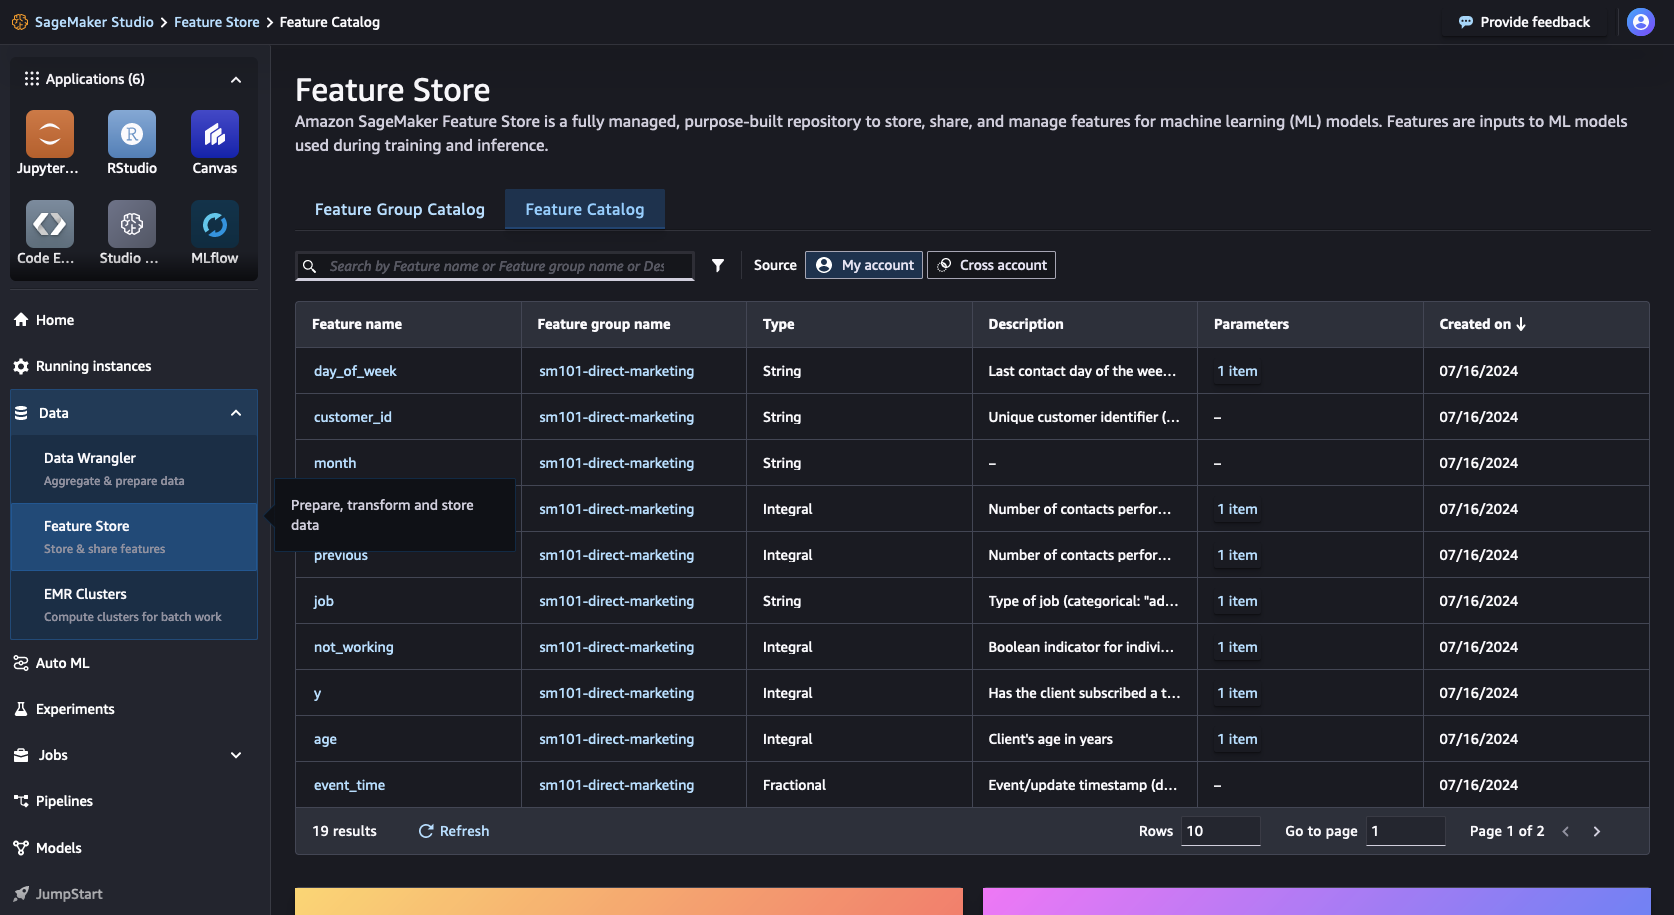 SageMaker Studio > Feature Store > Feature Catalog
Provide feedback
Applications (6)
Jupyter...
RStudio
Canvas
Code E...
Studio ...
MLflow
Home
Running instances
Data
Data Wrangler
Aggregate & prepare data
Feature Store
Store & share features
EMR Clusters
Compute clusters for batch work
Auto ML
Experiments
Jobs
Pipelines
Models
JumpStart
Prepare, transform and store
data
Feature Store
Amazon SageMaker Feature Store is a fully managed, purpose-built repository to store, share, and manage features for machine learning (ML) models. Features are inputs to ML models
used during training and inference.
Feature Group Catalog
Feature Catalog
Search by Feature name or Feature group name or Des
Source
My account
Cross account
Feature name Feature group name Type Description Parameters Created on
day_of_week sm101-direct-marketing String Last contact day of the wee... 1 item 07/16/2024
customer_id sm101-direct-marketing String Unique customer identifier (... – 07/16/2024
month sm101-direct-marketing String – – 07/16/2024
sm101-direct-marketing Integral Number of contacts perfor... 1 item 07/16/2024
previous sm101-direct-marketing Integral Number of contacts perfor... 1 item 07/16/2024
job sm101-direct-marketing String Type of job (categorical: "ad... 1 item 07/16/2024
not_working sm101-direct-marketing Integral Boolean indicator for indivi... 1 item 07/16/2024
y sm101-direct-marketing Integral Has the client subscribed a t... 1 item 07/16/2024
age sm101-direct-marketing Integral Client's age in years 1 item 07/16/2024
event_time sm101-direct-marketing Fractional Event/update timestamp (d... – 07/16/2024
19 results Refresh Rows 10 Go to page 1 Page 1 of 2